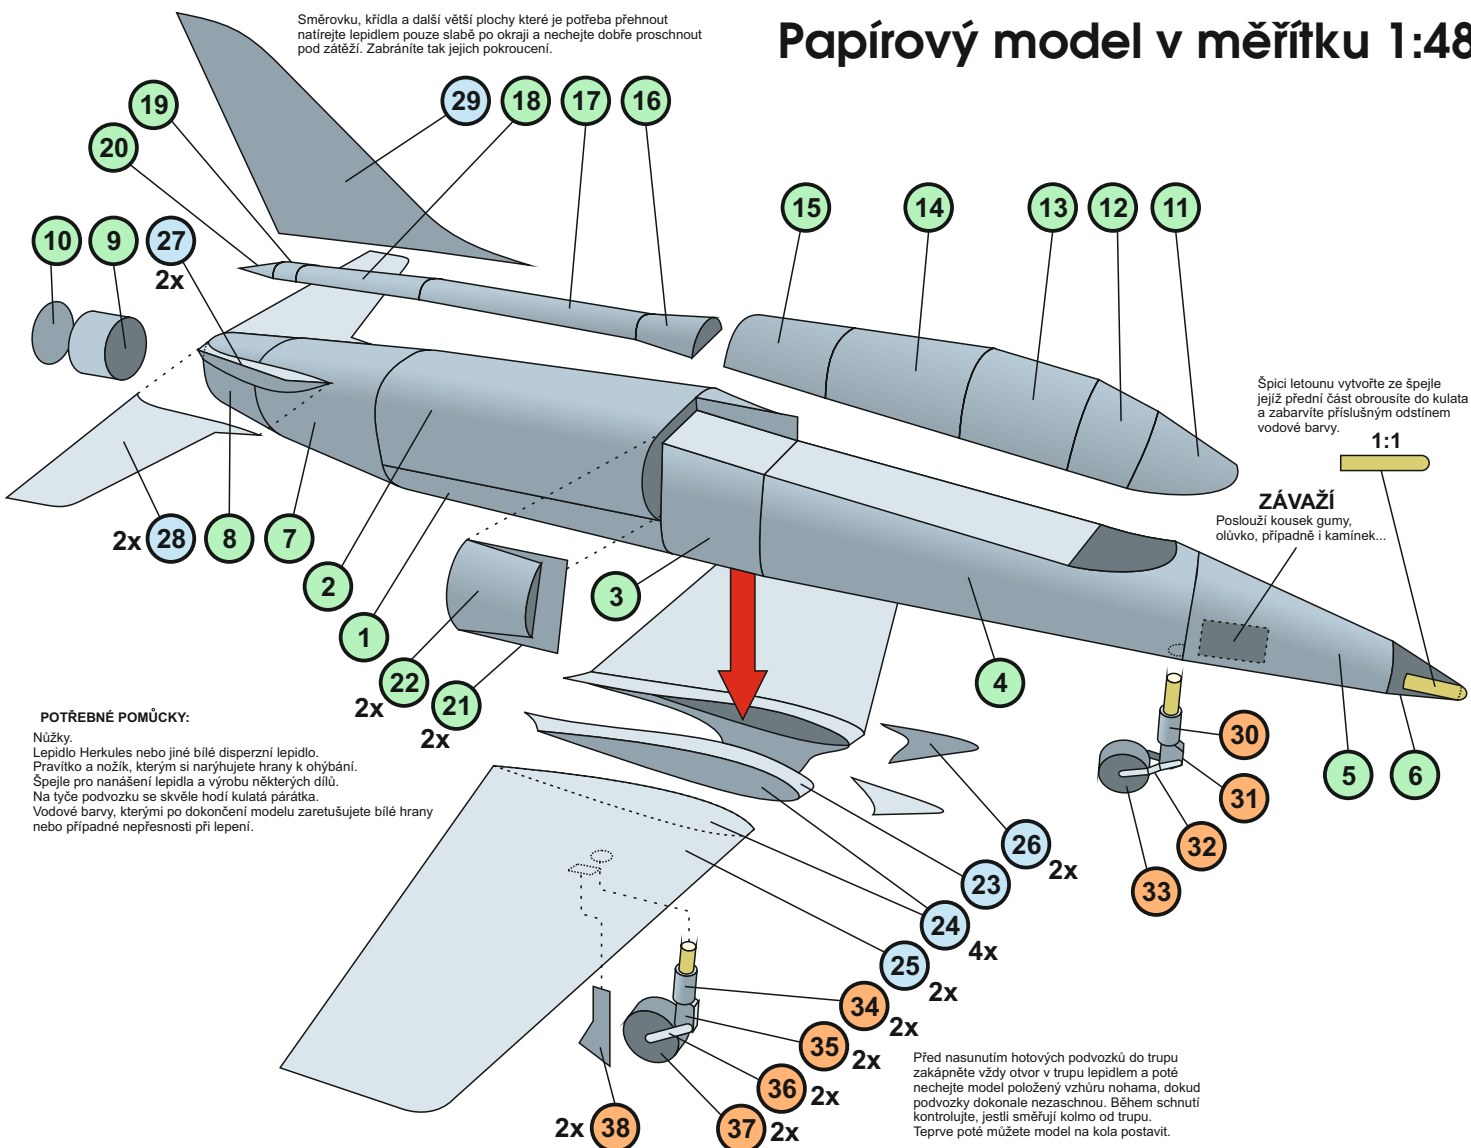 Směrovku, křídla a další větší plochy které je potřeba přehnout
natírejte lepidlem pouze slabě po okraji a nechejte dobře proschnout
pod zátěží. Zabráníte tak jejich pokroucení.
Papírový model v měřítku 1:48
29
18
17
16
19
20
15
14
13
12
11
10
9
27
2x
Špici letounu vytvořte ze špejle
jejíž přední část obrousíte do kulata
a zabarvíte příslušným odstínem
vodové barvy.
1:1
ZÁVAŽÍ
Poslouží kousek gumy,
olůvko, případně i kamínek...
2x 28
8
7
2
3
1
22
2x
21
2x
4
POTŘEBNÉ POMŮCKY:
Nůžky.
Lepidlo Herkules nebo jiné bílé disperzní lepidlo.
Pravítko a nožík, kterým si narýhujete hrany k ohýbání.
Špejle pro nanášení lepidla a výrobu některých dílů.
Na tyče podvozku se skvěle hodí kulatá párátka.
Vodové barvy, kterými po dokončení modelu zaretušujete bílé hrany
nebo případné nepřesnosti při lepení.
30
5
6
31
32
33
26
2x
23
24
4x
25
2x
34
2x
35
2x
36
2x
37
2x
2x 38
Před nasunutím hotových podvozků do trupu
zakápněte vždy otvor v trupu lepidlem a poté
nechejte model položený vzhůru nohama, dokud
podvozky dokonale nezaschnou. Během schnutí
kontrolujte, jestli směřují kolmo od trupu.
Teprve poté můžete model na kola postavit.